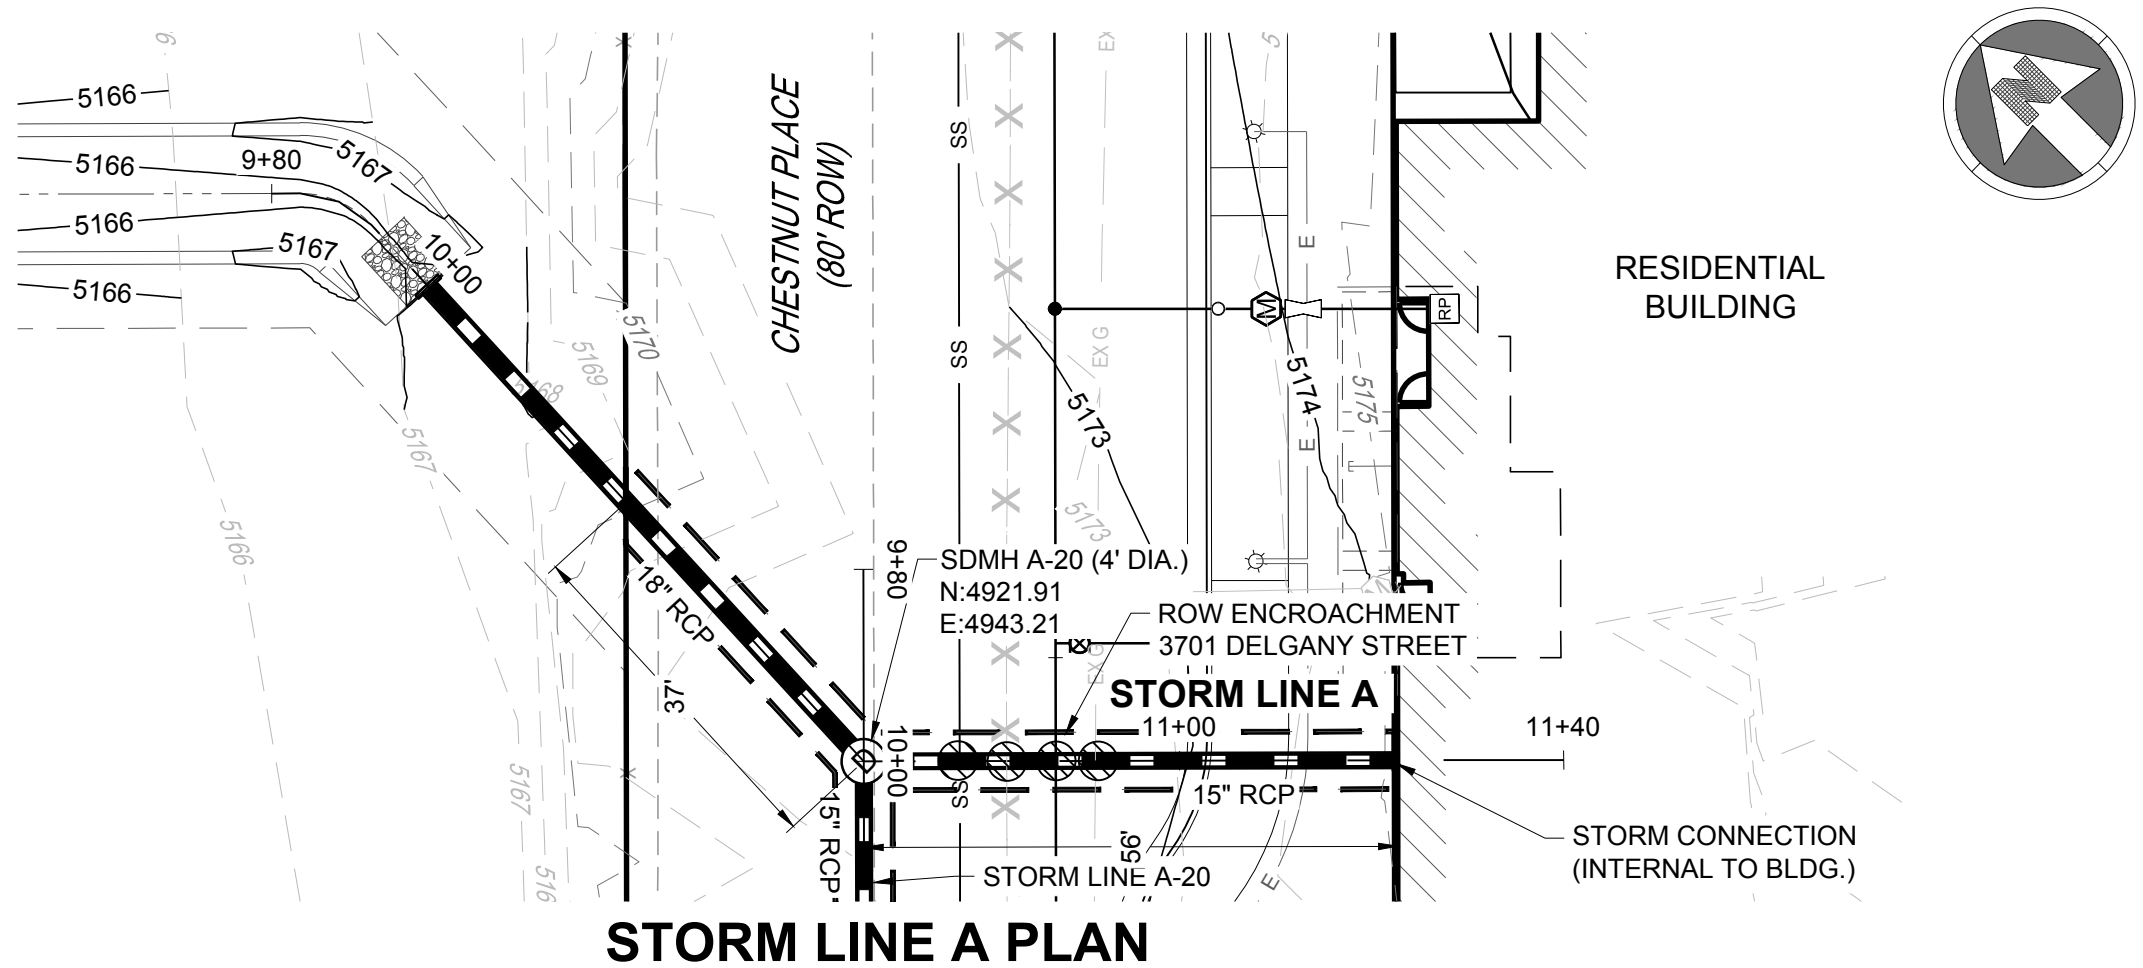 5166
5166
5166
5166
9+80
5167
5167
10+00
CHESTNUT PLACE
(80' ROW)
SS
SS
SS
X
X
X
X
X
X
X
X
X
X
X
EX
EX G
EX G
E
E
E
M
RP
N
RESIDENTIAL
BUILDING
5170
5169
5168
5167
5166
5167
516
5173
5173
5174
5175
18" RCP
37'
9+80
SDMH A-20 (4' DIA.)
N:4921.91
E:4943.21
ROW ENCROACHMENT
3701 DELGANY STREET
STORM LINE A
10+00
11+00
11+40
D
15" RCP
15" RCP
56'
STORM LINE A-20
STORM CONNECTION
(INTERNAL TO BLDG.)
STORM LINE A PLAN